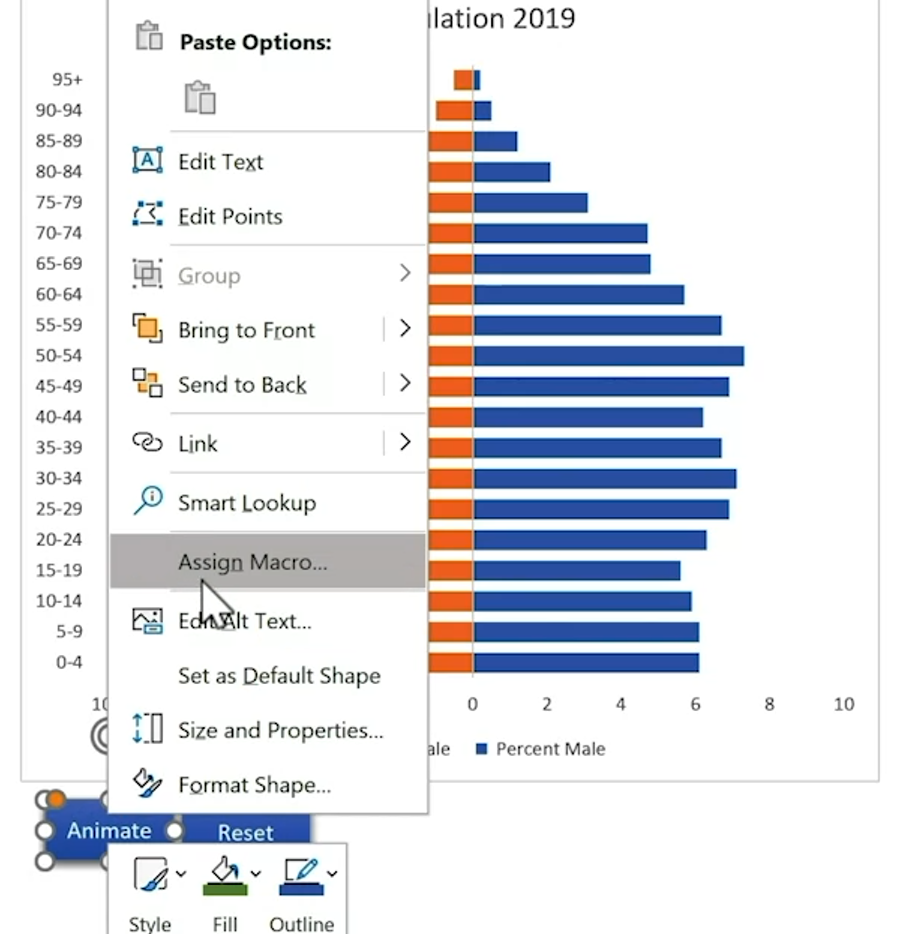 ulation 2019
Paste Options:
Edit Text
Edit Points
Group
Bring to Front
Send to Back
Link
Smart Lookup
Assign Macro...
Edit Alt Text...
Set as Default Shape
Size and Properties...
Format Shape...
95+
90-94
85-89
80-84
75-79
70-74
65-69
60-64
55-59
50-54
45-49
40-44
35-39
30-34
25-29
20-24
15-19
10-14
5-9
0-4
10 0 2 4 6 8 10
ale Percent Male
Animate Reset
Style Fill Outline